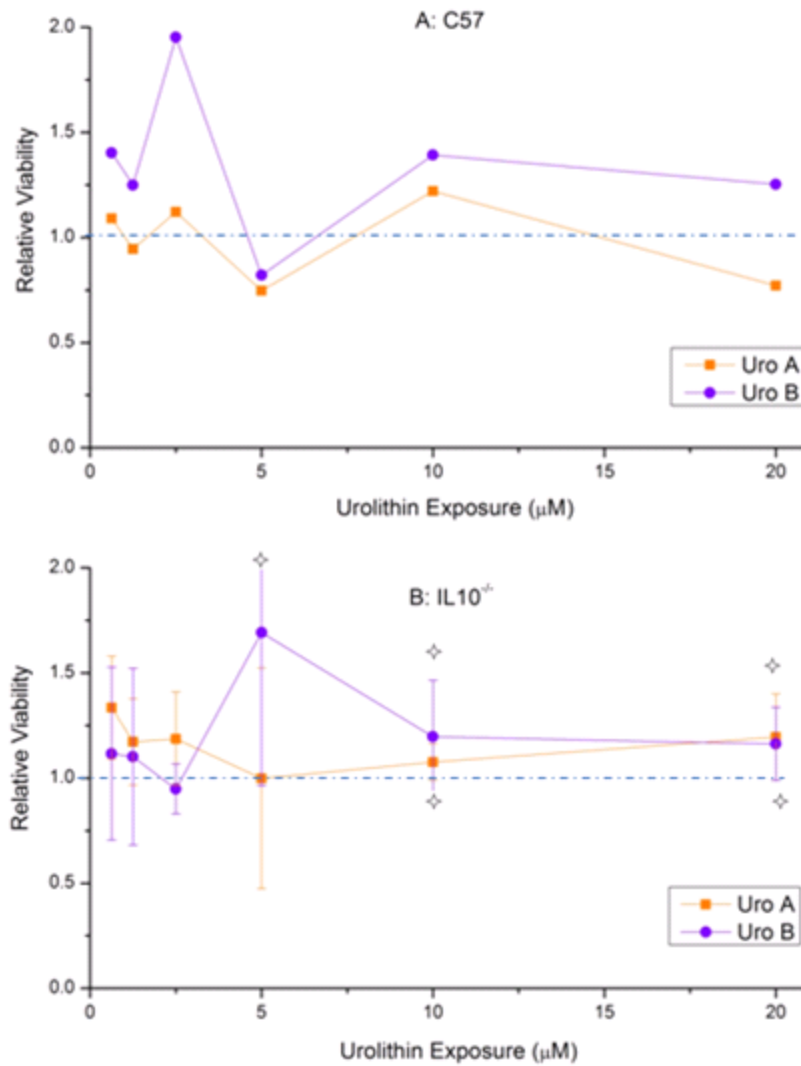 A: C57
2.0
1.5
1.0
0.5
0.0
Relative Viability
0
5
10
15
20
Urolithin Exposure (μM)
Uro A
Uro B
B: IL10-/-
2.0
1.5
1.0
0.5
0.0
Relative Viability
0
5
10
15
20
Urolithin Exposure (μM)
Uro A
Uro B